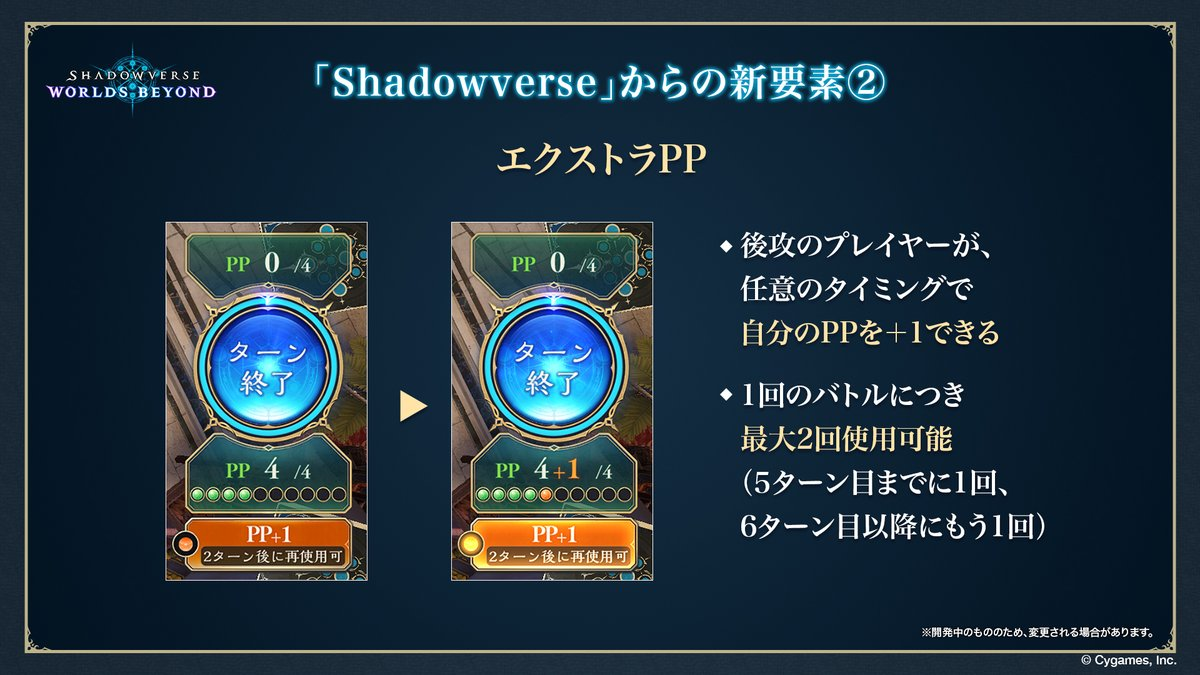 SHADOWVERSE
WORLDS BEYOND
「Shadowverse」からの新要素②
エクストラPP
PP 0 /4
ターン
終了
PP 4 /4
PP+1
2ターン後に再使用可
PP 0 /4
ターン
終了
PP 4+1 /4
PP+1
2ターン後に再使用可
◆ 後攻のプレイヤーが、
任意のタイミングで
自分のPPを＋1できる
◆ 1回のバトルにつき
最大2回使用可能
（5ターン目までに1回、
6ターン目以降にもう1回）
※開発中のもののため、変更される場合があります。
© Cygames, Inc.